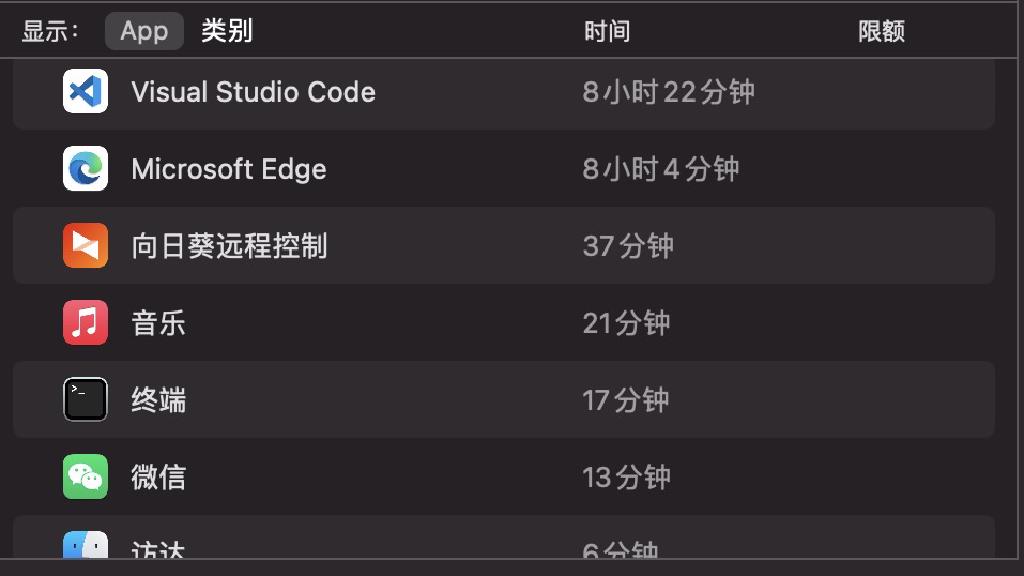 显示： App 类别 时间 限额
Visual Studio Code 8小时22分钟
Microsoft Edge 8小时4分钟
向日葵远程控制 37分钟
音乐 21分钟
终端 17分钟
微信 13分钟
访达 6分钟